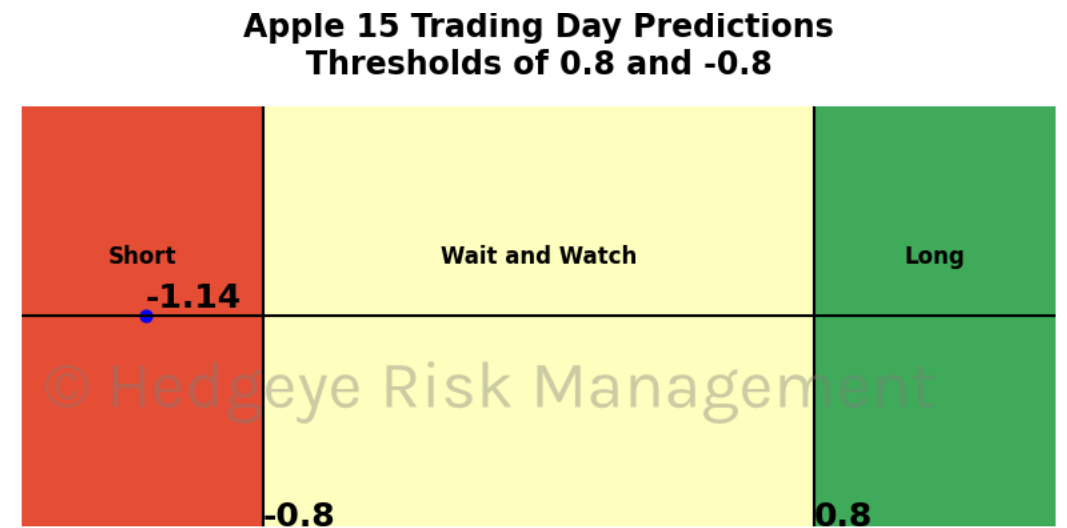 Apple 15 Trading Day Predictions
Thresholds of 0.8 and -0.8
Short
Wait and Watch
Long
-1.14
© Hedgeye Risk Management
-0.8
0.8